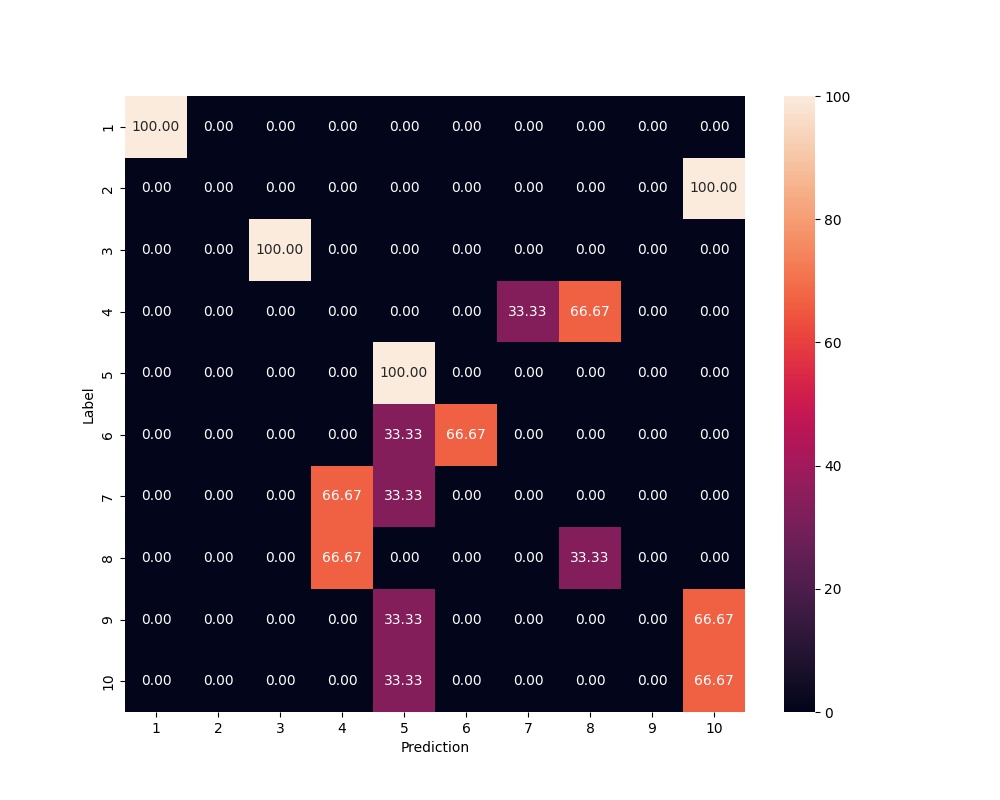 1 100.00 0.00 0.00 0.00 0.00 0.00 0.00 0.00 0.00 0.00 100
2 0.00 0.00 0.00 0.00 0.00 0.00 0.00 0.00 0.00 100.00
80
3 0.00 0.00 100.00 0.00 0.00 0.00 0.00 0.00 0.00 0.00
4 0.00 0.00 0.00 0.00 0.00 0.00 33.33 66.67 0.00 0.00
60
5 0.00 0.00 0.00 0.00 100.00 0.00 0.00 0.00 0.00 0.00
Label
6 0.00 0.00 0.00 0.00 33.33 66.67 0.00 0.00 0.00 0.00
40
7 0.00 0.00 0.00 66.67 33.33 0.00 0.00 0.00 0.00 0.00
8 0.00 0.00 0.00 66.67 0.00 0.00 0.00 33.33 0.00 0.00
20
9 0.00 0.00 0.00 0.00 33.33 0.00 0.00 0.00 0.00 66.67
10 0.00 0.00 0.00 0.00 33.33 0.00 0.00 0.00 0.00 66.67
0
1 2 3 4 5 6 7 8 9 10
Prediction